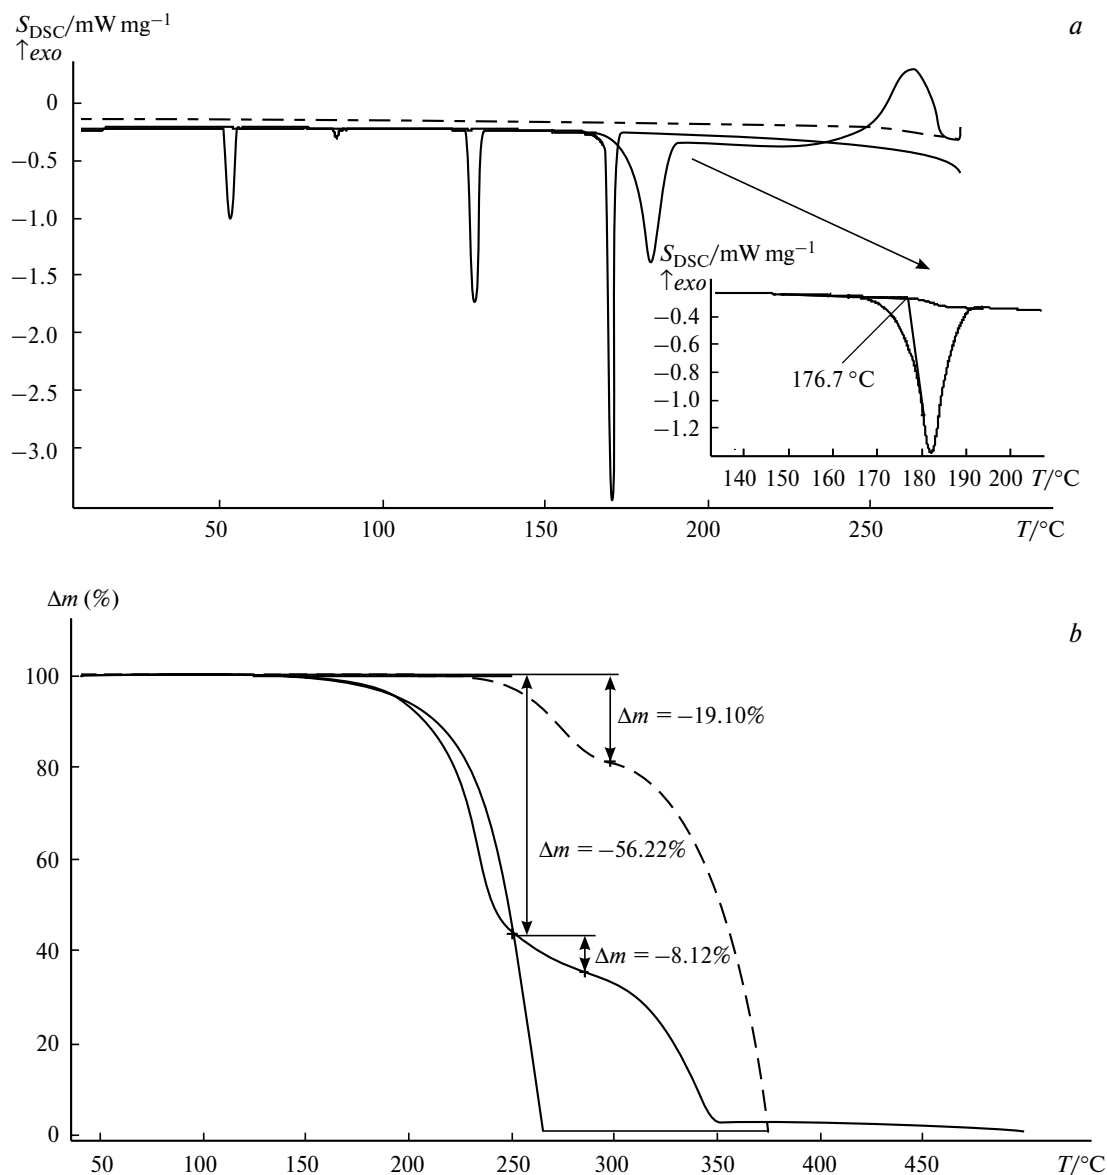 S_DSC/mW mg⁻¹
↑exo
a
0
−0.5
−1.0
−1.5
−2.0
−2.5
−3.0
50
100
150
200
250
T/°C
S_DSC/mW mg⁻¹
↑exo
−0.4
−0.6
−0.8
−1.0
−1.2
176.7 °C
140 150 160 170 180 190 200 T/°C
Δm (%)
b
100
80
60
40
20
0
Δm = −19.10%
Δm = −56.22%
Δm = −8.12%
50
100
150
200
250
300
350
400
450
T/°C